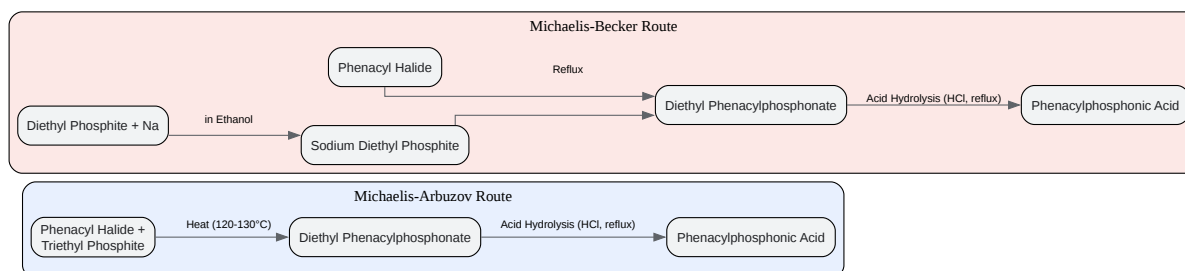 Michaelis-Becker Route
Phenacyl Halide
Reflux
Diethyl Phosphite + Na
in Ethanol
Sodium Diethyl Phosphite
Diethyl Phenacylphosphonate
Acid Hydrolysis (HCl, reflux)
Phenacylphosphonic Acid
Michaelis-Arbuzov Route
Phenacyl Halide +
Triethyl Phosphite
Heat (120-130°C)
Diethyl Phenacylphosphonate
Acid Hydrolysis (HCl, reflux)
Phenacylphosphonic Acid